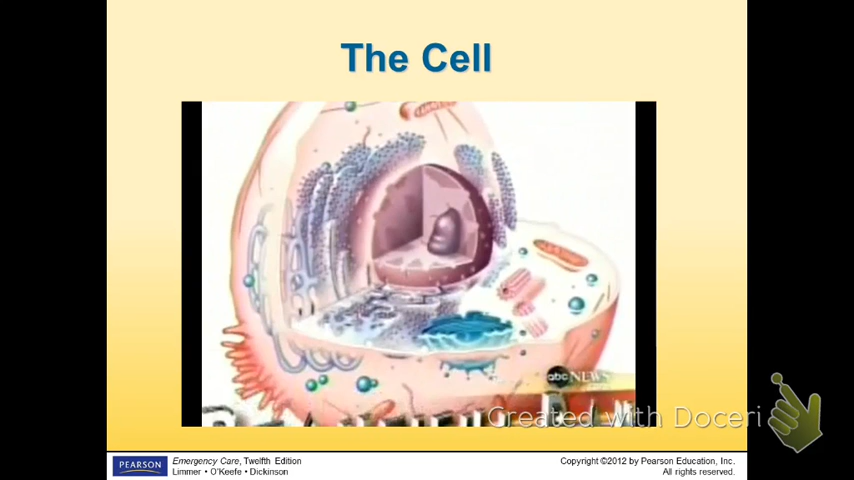 The Cell
abc NEWS
Created with Doceri
PEARSON
Emergency Care, Twelfth Edition
Limmer • O'Keefe • Dickinson
Copyright ©2012 by Pearson Education, Inc.
All rights reserved.